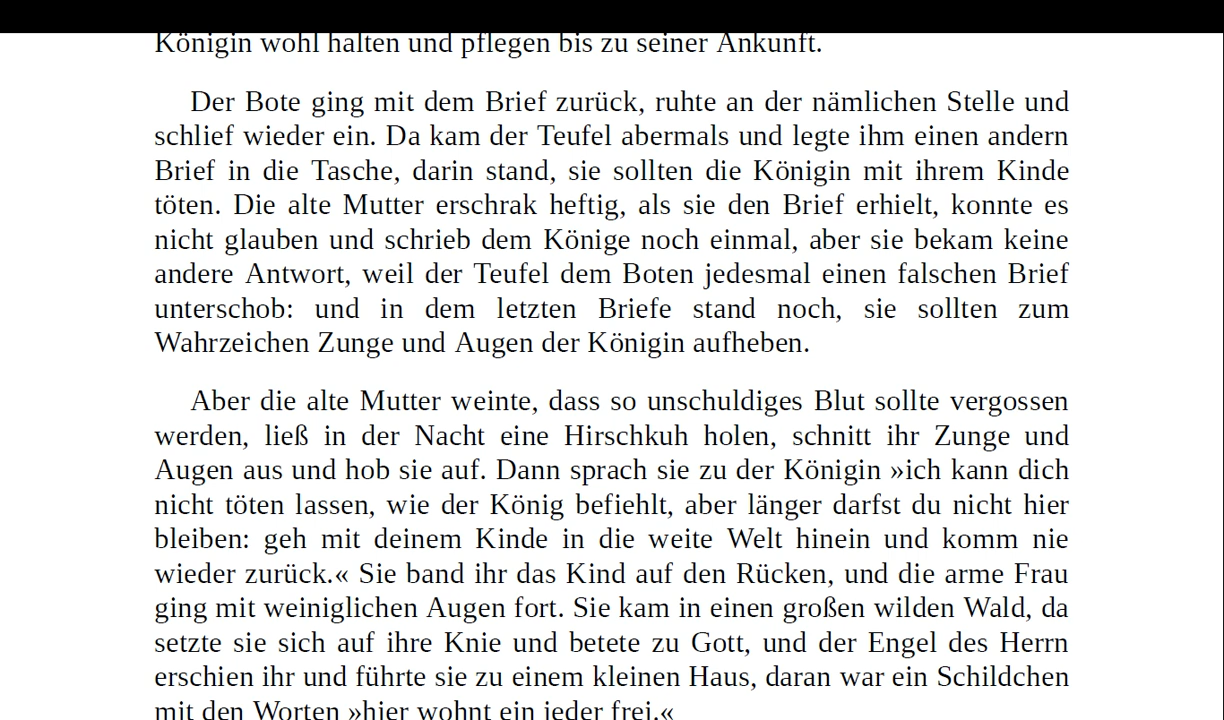 Königin wohl halten und pflegen bis zu seiner Ankunft.
Der Bote ging mit dem Brief zurück, ruhte an der nämlichen Stelle und
schlief wieder ein. Da kam der Teufel abermals und legte ihm einen andern
Brief in die Tasche, darin stand, sie sollten die Königin mit ihrem Kinde
töten. Die alte Mutter erschrak heftig, als sie den Brief erhielt, konnte es
nicht glauben und schrieb dem Könige noch einmal, aber sie bekam keine
andere Antwort, weil der Teufel dem Boten jedesmal einen falschen Brief
unterschob: und in dem letzten Briefe stand noch, sie sollten zum
Wahrzeichen Zunge und Augen der Königin aufheben.
Aber die alte Mutter weinte, dass so unschuldiges Blut sollte vergossen
werden, ließ in der Nacht eine Hirschkuh holen, schnitt ihr Zunge und
Augen aus und hob sie auf. Dann sprach sie zu der Königin »ich kann dich
nicht töten lassen, wie der König befiehlt, aber länger darfst du nicht hier
bleiben: geh mit deinem Kinde in die weite Welt hinein und komm nie
wieder zurück.« Sie band ihr das Kind auf den Rücken, und die arme Frau
ging mit weiniglichen Augen fort. Sie kam in einen großen wilden Wald, da
setzte sie sich auf ihre Knie und betete zu Gott, und der Engel des Herrn
erschien ihr und führte sie zu einem kleinen Haus, daran war ein Schildchen
mit den Worten »hier wohnt ein jeder frei.«